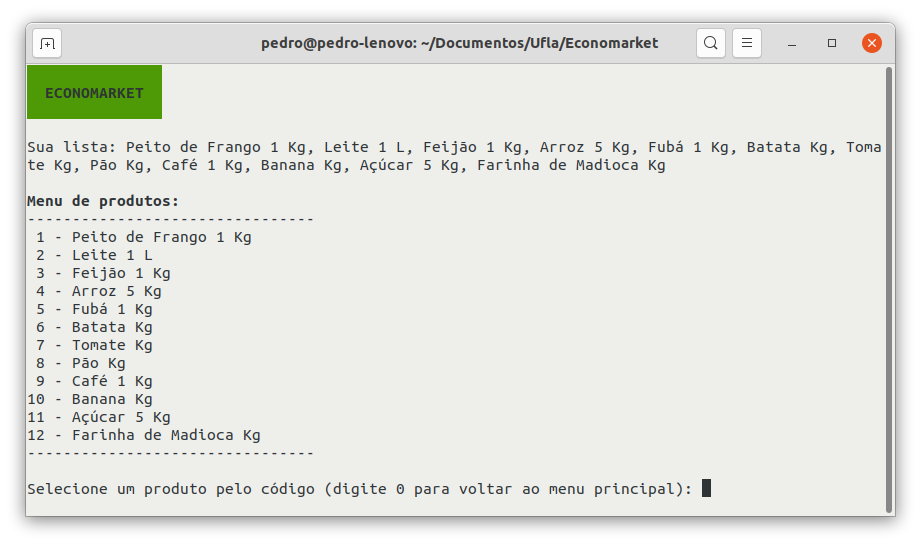 pedro@pedro-lenovo: ~/Documentos/Ufla/Economarket
ECONOMARKET
Sua lista: Peito de Frango 1 Kg, Leite 1 L, Feijão 1 Kg, Arroz 5 Kg, Fubá 1 Kg, Batata Kg, Toma
te Kg, Pão Kg, Café 1 Kg, Banana Kg, Açúcar 5 Kg, Farinha de Madioca Kg
Menu de produtos:
--------------------------------
1 - Peito de Frango 1 Kg
2 - Leite 1 L
3 - Feijão 1 Kg
4 - Arroz 5 Kg
5 - Fubá 1 Kg
6 - Batata Kg
7 - Tomate Kg
8 - Pão Kg
9 - Café 1 Kg
10 - Banana Kg
11 - Açúcar 5 Kg
12 - Farinha de Madioca Kg
--------------------------------
Selecione um produto pelo código (digite 0 para voltar ao menu principal):